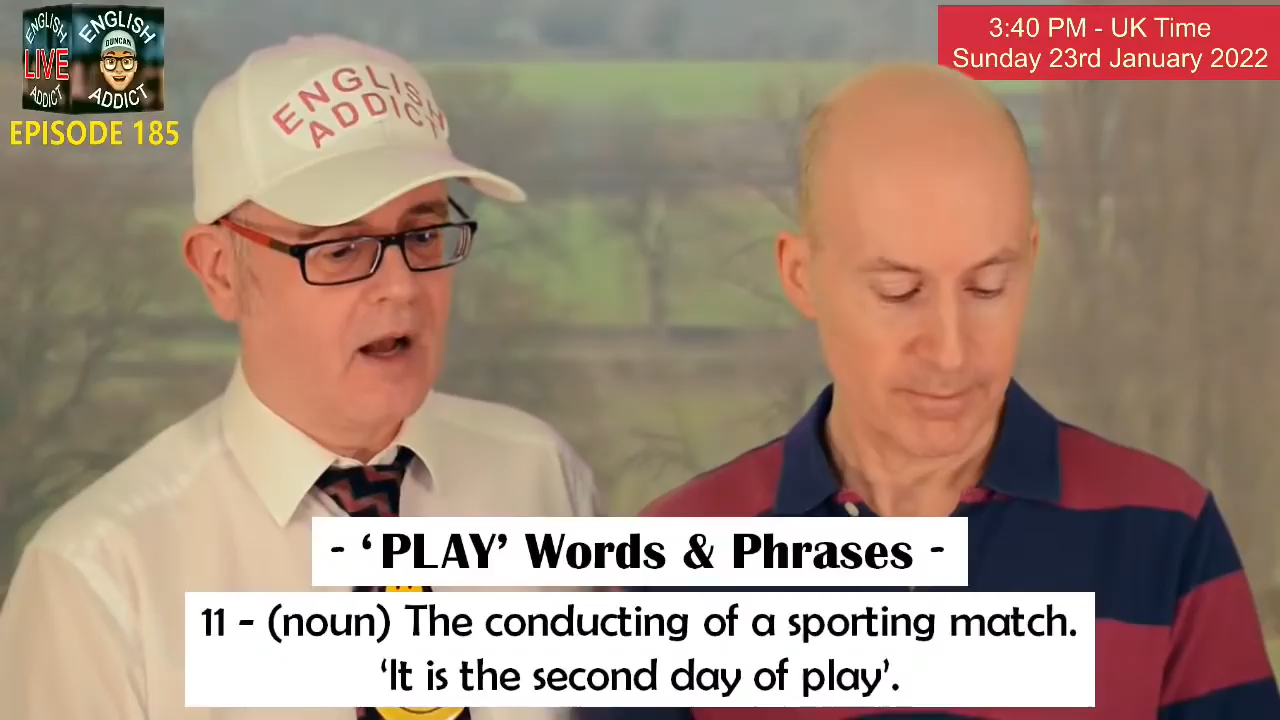 ENGLISH
LIVE
ADDICT
ENGLISH
DUNCAN
ADDICT
EPISODE 185
3:40 PM - UK Time
Sunday 23rd January 2022
ENGLISH
ADDICT
- ‘PLAY’ Words & Phrases -
11 - (noun) The conducting of a sporting match.
‘It is the second day of play’.